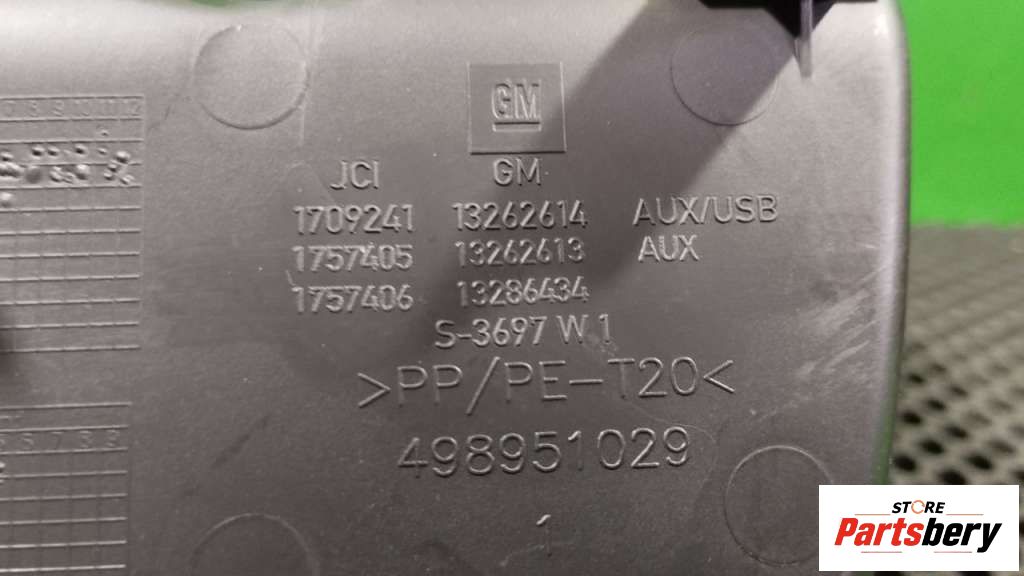 GM
JCI GM
1709241 13262614 AUX/USB
1757405 13262613 AUX
1757406 13286434
S-3697 W 1
>PP/PE-T20<
498951029
STORE
Partsbery